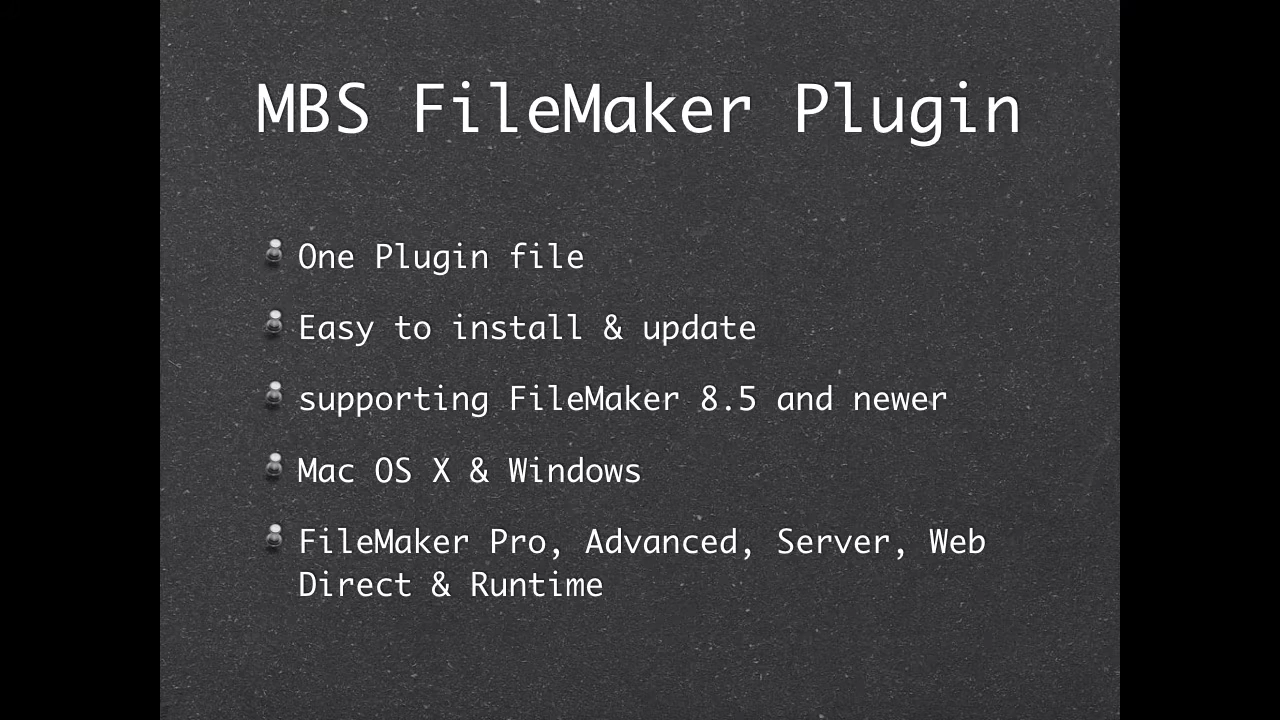 MBS FileMaker Plugin
One Plugin file
Easy to install & update
supporting FileMaker 8.5 and newer
Mac OS X & Windows
FileMaker Pro, Advanced, Server, Web
Direct & Runtime